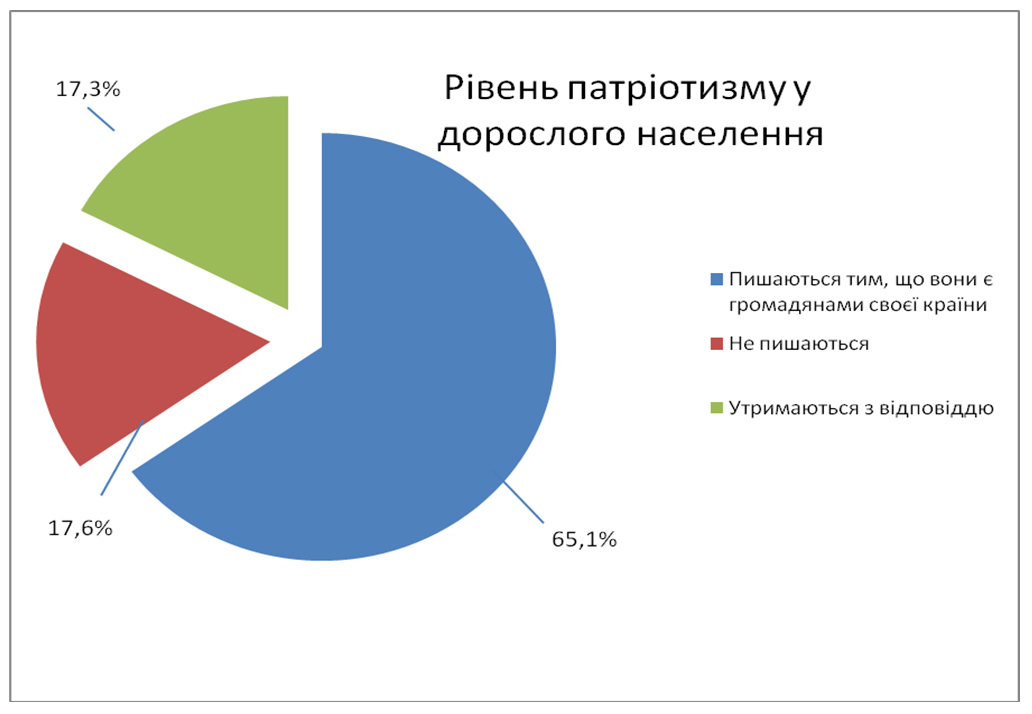 Рівень патріотизму у
дорослого населення
17,3%
17,6%
65,1%
Пишаються тим, що вони є
громадянами своєї країни
Не пишаються
Утримаються з відповіддю